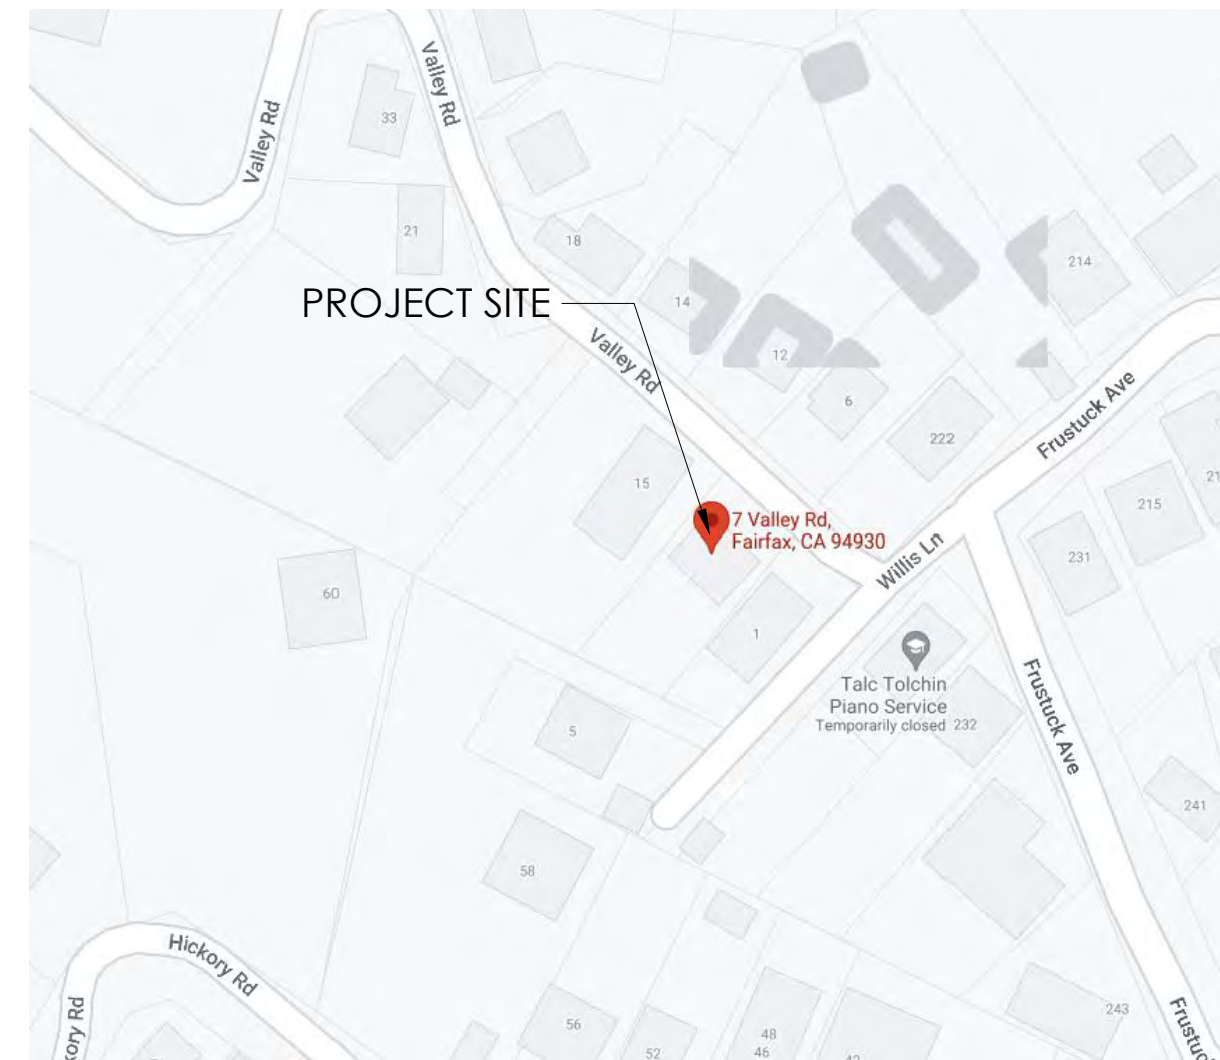 Valley Rd
Valley Rd
33
21
18
214
PROJECT SITE
14
Valley Rd
12
6
Frustuck Ave
222
15
215
7 Valley Rd,
Fairfax, CA 94930
Willis Ln
231
60
1
Talc Tolchin
Piano Service
Temporarily closed
232
Frustuck Ave
5
241
58
Hickory Rd
243
56
48
46
52